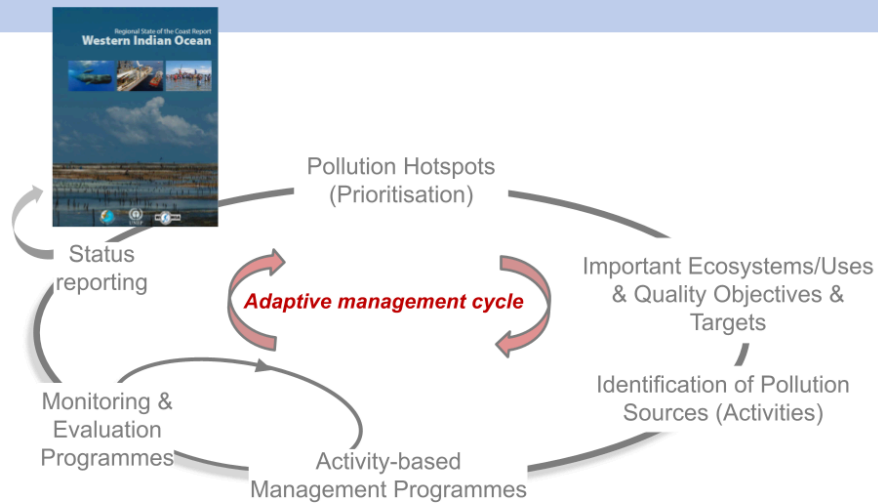 Regional State of the Coast Report
Western Indian Ocean
UNEP
Pollution Hotspots
(Prioritisation)
Status
reporting
Important Ecosystems/Uses
& Quality Objectives &
Targets
Adaptive management cycle
Identification of Pollution
Sources (Activities)
Monitoring &
Evaluation
Programmes
Activity-based
Management Programmes